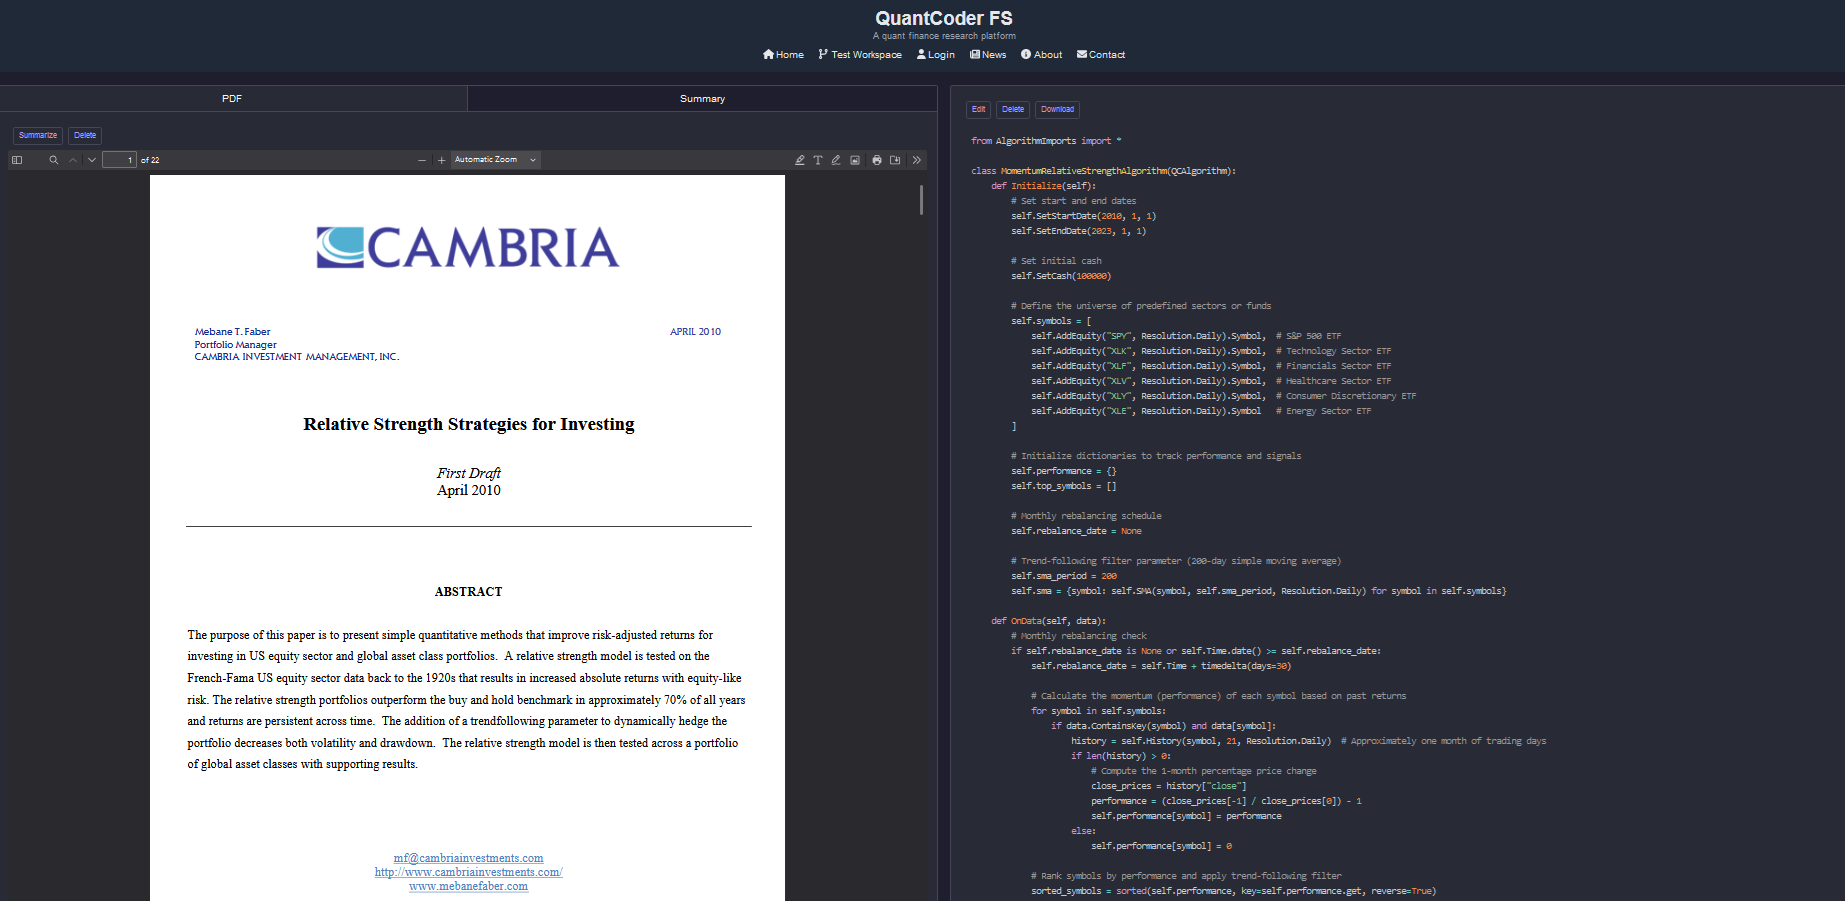 QuantCoder FS
A quant finance research platform
Home Test Workspace Login News About Contact
PDF Summary
Summarize Delete
1 of 22 Automatic Zoom
CAMBRIA
Mebane T. Faber APRIL 2010
Portfolio Manager
CAMBRIA INVESTMENT MANAGEMENT, INC.
Relative Strength Strategies for Investing
First Draft
April 2010
ABSTRACT
The purpose of this paper is to present simple quantitative methods that improve risk-adjusted returns for
investing in US equity sector and global asset class portfolios.  A relative strength model is tested on the
French-Fama US equity sector data back to the 1920s that results in increased absolute returns with equity-like
risk. The relative strength portfolios outperform the buy and hold benchmark in approximately 70% of all years
and returns are persistent across time.  The addition of a trendfollowing parameter to dynamically hedge the
portfolio decreases both volatility and drawdown.  The relative strength model is then tested across a portfolio
of global asset classes with supporting results.
mf@cambriainvestments.com
http://www.cambriainvestments.com/
www.mebanefaber.com
Edit Delete Download
from AlgorithmImports import *
class MomentumRelativeStrengthAlgorithm(QCAlgorithm):
    def Initialize(self):
        # Set start and end dates
        self.SetStartDate(2010, 1, 1)
        self.SetEndDate(2023, 1, 1)
        # Set initial cash
        self.SetCash(100000)
        # Define the universe of predefined sectors or funds
        self.symbols = [
            self.AddEquity("SPY", Resolution.Daily).Symbol,  # S&P 500 ETF
            self.AddEquity("XLK", Resolution.Daily).Symbol,  # Technology Sector ETF
            self.AddEquity("XLF", Resolution.Daily).Symbol,  # Financials Sector ETF
            self.AddEquity("XLV", Resolution.Daily).Symbol,  # Healthcare Sector ETF
            self.AddEquity("XLY", Resolution.Daily).Symbol,  # Consumer Discretionary ETF
            self.AddEquity("XLE", Resolution.Daily).Symbol   # Energy Sector ETF
        ]
        # Initialize dictionaries to track performance and signals
        self.performance = {}
        self.top_symbols = []
        # Monthly rebalancing schedule
        self.rebalance_date = None
        # Trend-following filter parameter (200-day simple moving average)
        self.sma_period = 200
        self.sma = {symbol: self.SMA(symbol, self.sma_period, Resolution.Daily) for symbol in self.symbols}
    def OnData(self, data):
        # Monthly rebalancing check
        if self.rebalance_date is None or self.Time.date() >= self.rebalance_date:
            self.rebalance_date = self.Time + timedelta(days=30)
            # Calculate the momentum (performance) of each symbol based on past returns
            for symbol in self.symbols:
                if data.ContainsKey(symbol) and data[symbol]:
                    history = self.History(symbol, 21, Resolution.Daily)  # Approximately one month of trading days
                    if len(history) > 0:
                        # Compute the 1-month percentage price change
                        close_prices = history["close"]
                        performance = (close_prices[-1] / close_prices[0]) - 1
                        self.performance[symbol] = performance
                    else:
                        self.performance[symbol] = 0
            # Rank symbols by performance and apply trend-following filter
            sorted_symbols = sorted(self.performance, key=self.performance.get, reverse=True)